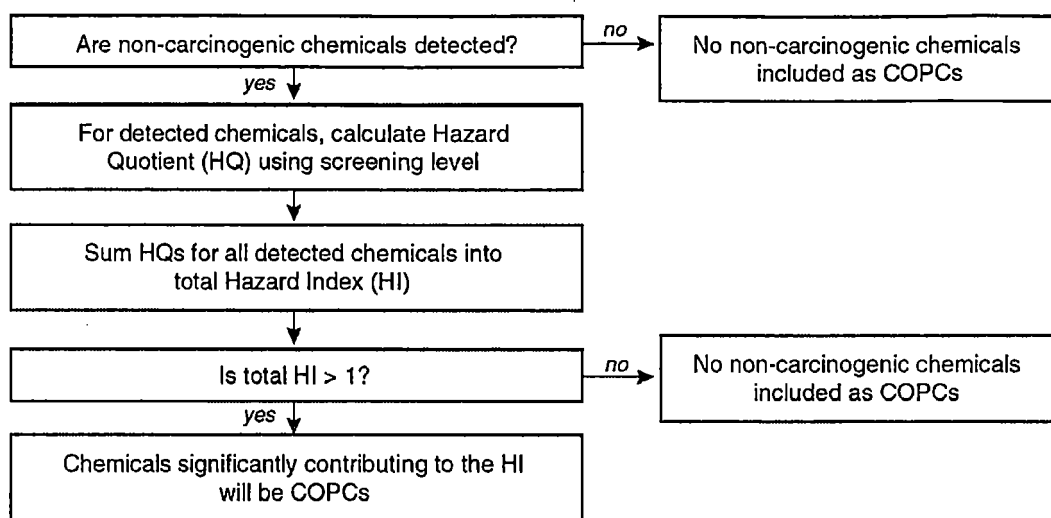 Are non-carcinogenic chemicals detected?
no
No non-carcinogenic chemicals
included as COPCs
yes
For detected chemicals, calculate Hazard
Quotient (HQ) using screening level
Sum HQs for all detected chemicals into
total Hazard Index (HI)
Is total HI > 1?
no
No non-carcinogenic chemicals
included as COPCs
yes
Chemicals significantly contributing to the HI
will be COPCs